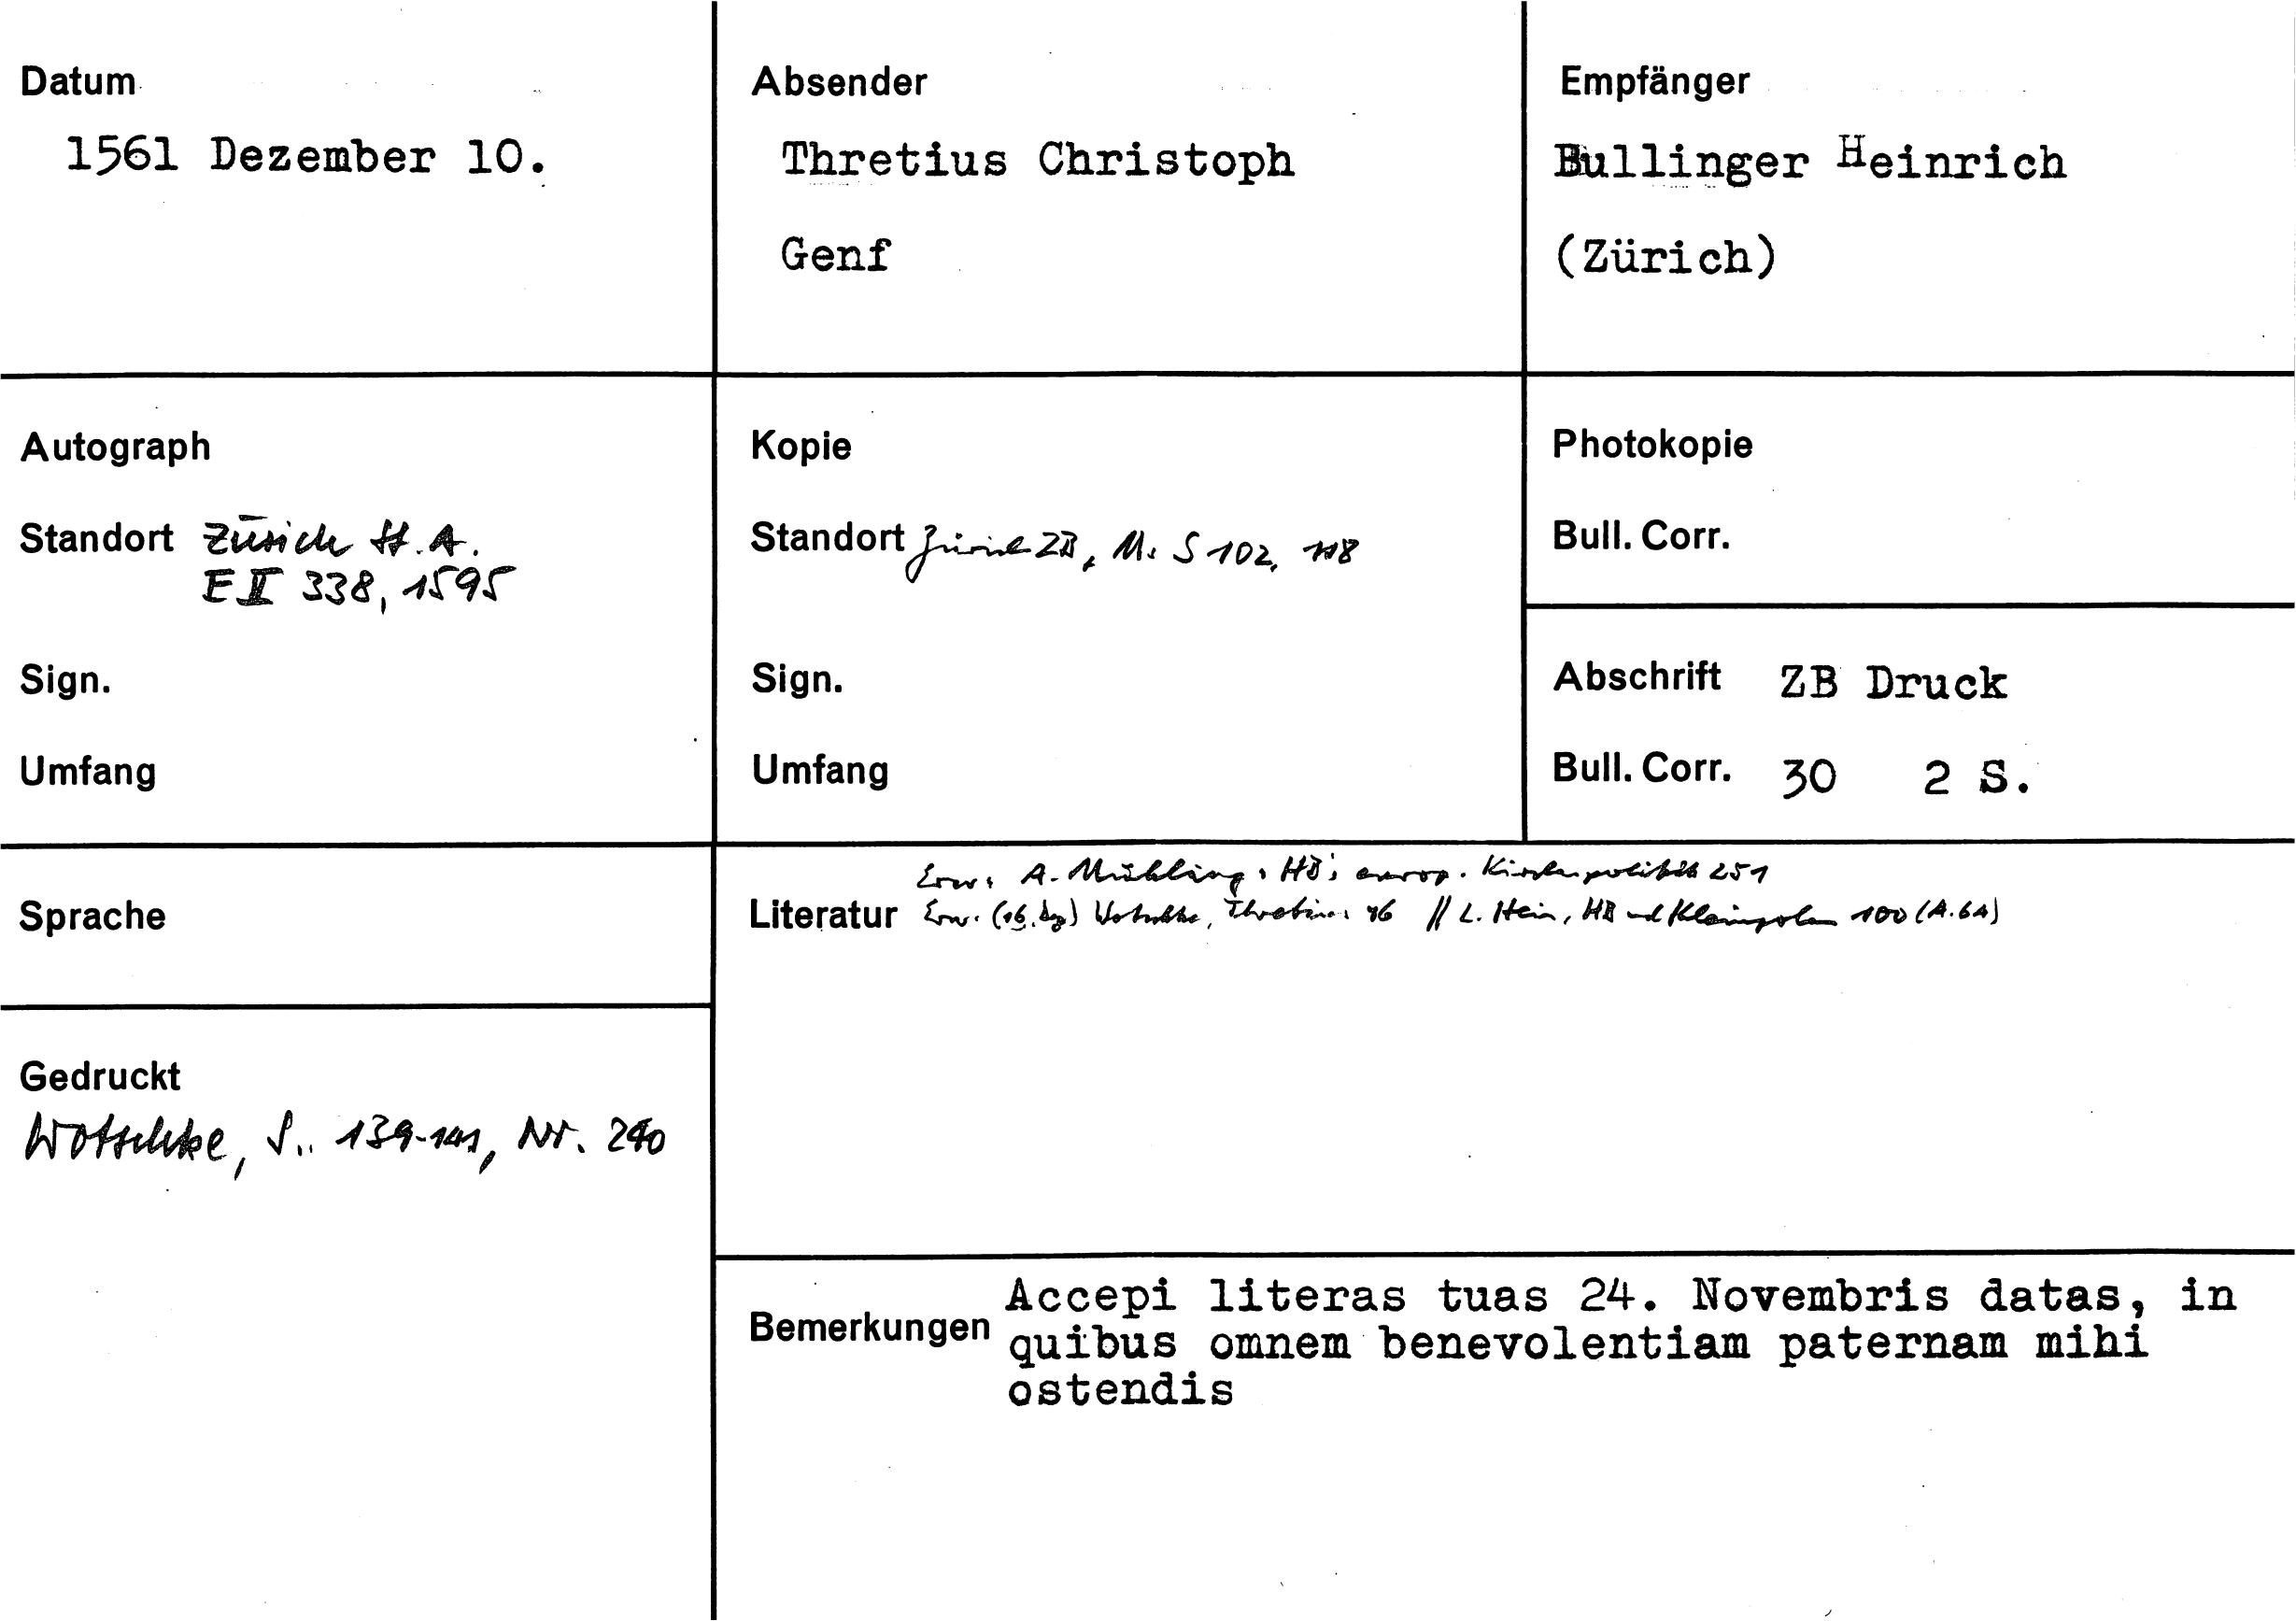 Datum
1561 Dezember 10.
Absender
Thretius Christoph
Genf
Empfänger
Bullinger Heinrich
(Zürich)
Autograph
Standort Zürich St. A.
E II 338, 1595
Sign.
Umfang
Kopie
Standort Zürich ZB, Ms S 102, 118
Sign.
Umfang
Photokopie
Bull. Corr.
Abschrift ZB Druck
Bull. Corr. 30 2 S.
Sprache
Erw: A. Mühling, HB's europ. Kirchenpolitik 251
Literatur Erw. (16. Dez) Wotschke, Thretius 46 // L. Hein, HB und Kleinpolen 100 (A. 61)
Gedruckt
Wotschke, S. 139-141, Nr. 240
Bemerkungen
Accepi literas tuas 24. Novembris datas, in
quibus omnem benevolentiam paternam mihi
ostendis